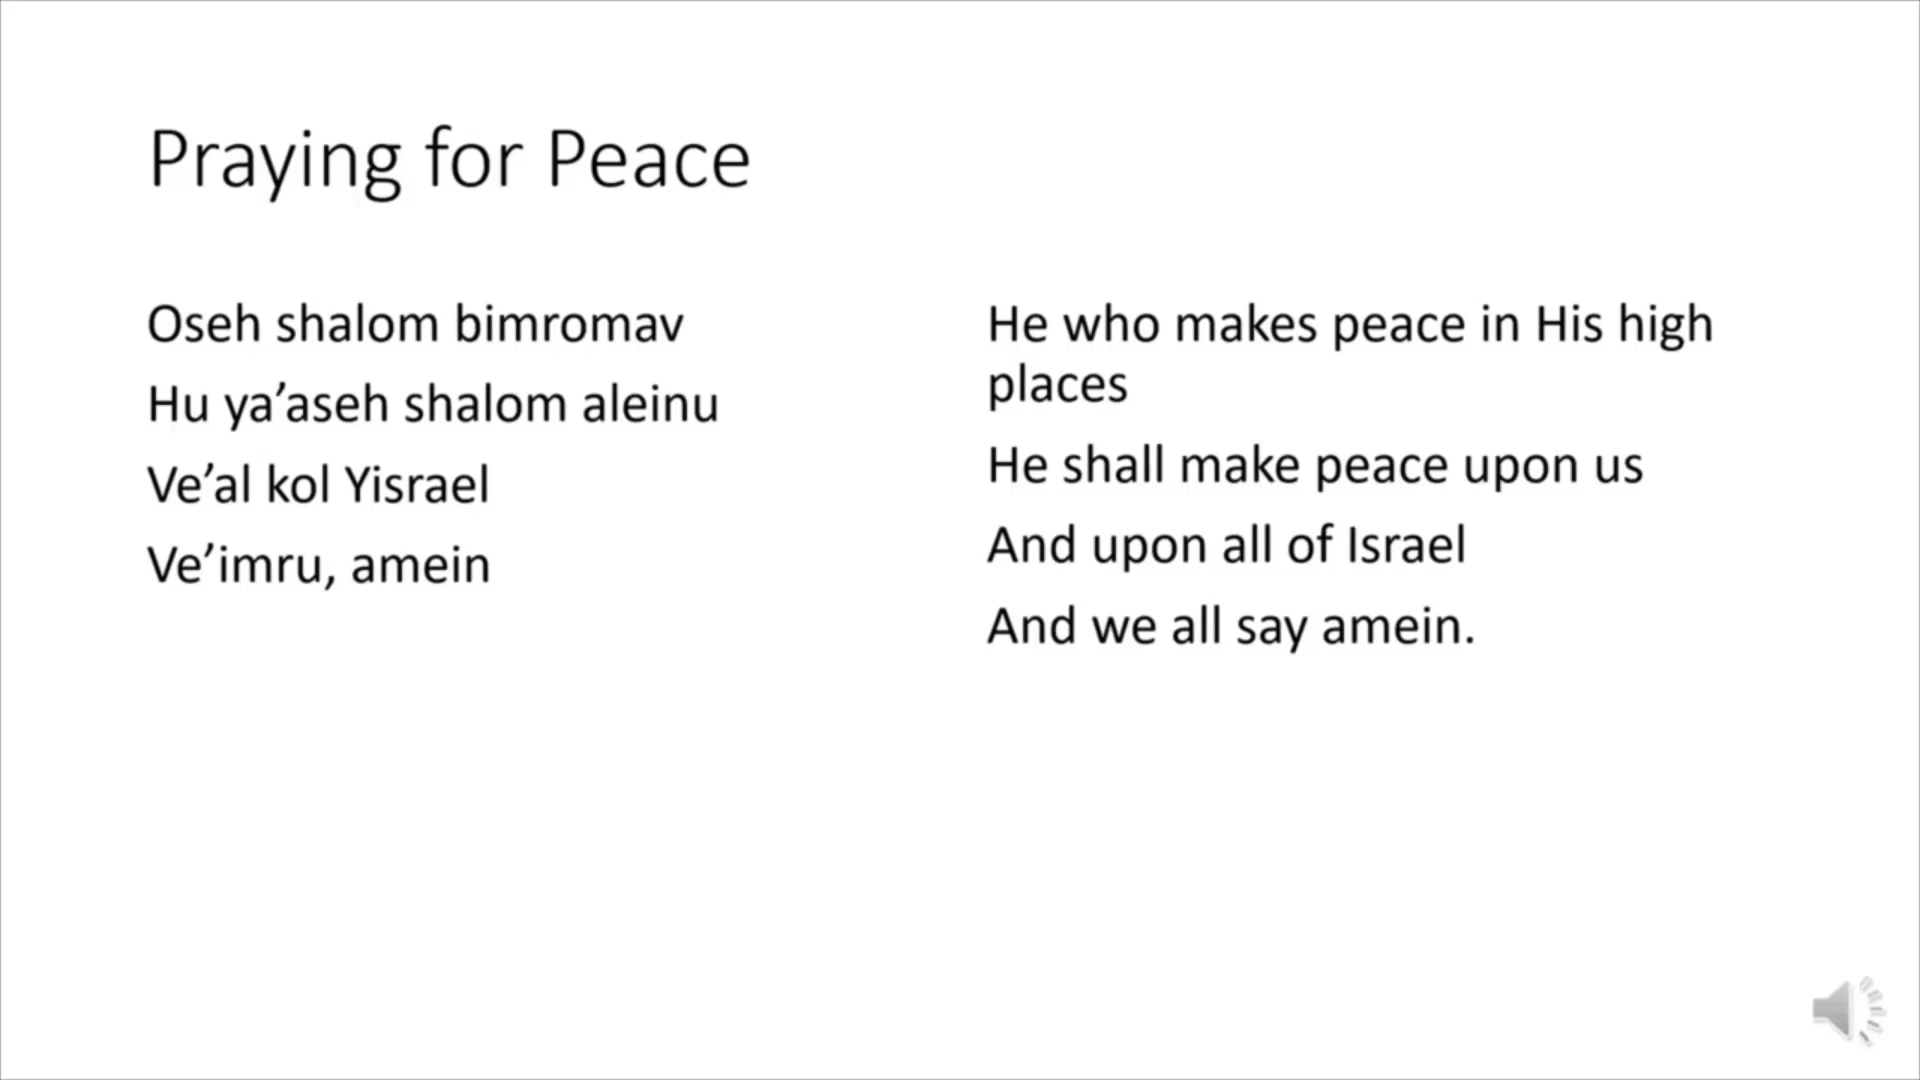 Praying for Peace
Oseh shalom bimromav
Hu ya’aseh shalom aleinu
Ve’al kol Yisrael
Ve’imru, amein
He who makes peace in His high
places
He shall make peace upon us
And upon all of Israel
And we all say amein.